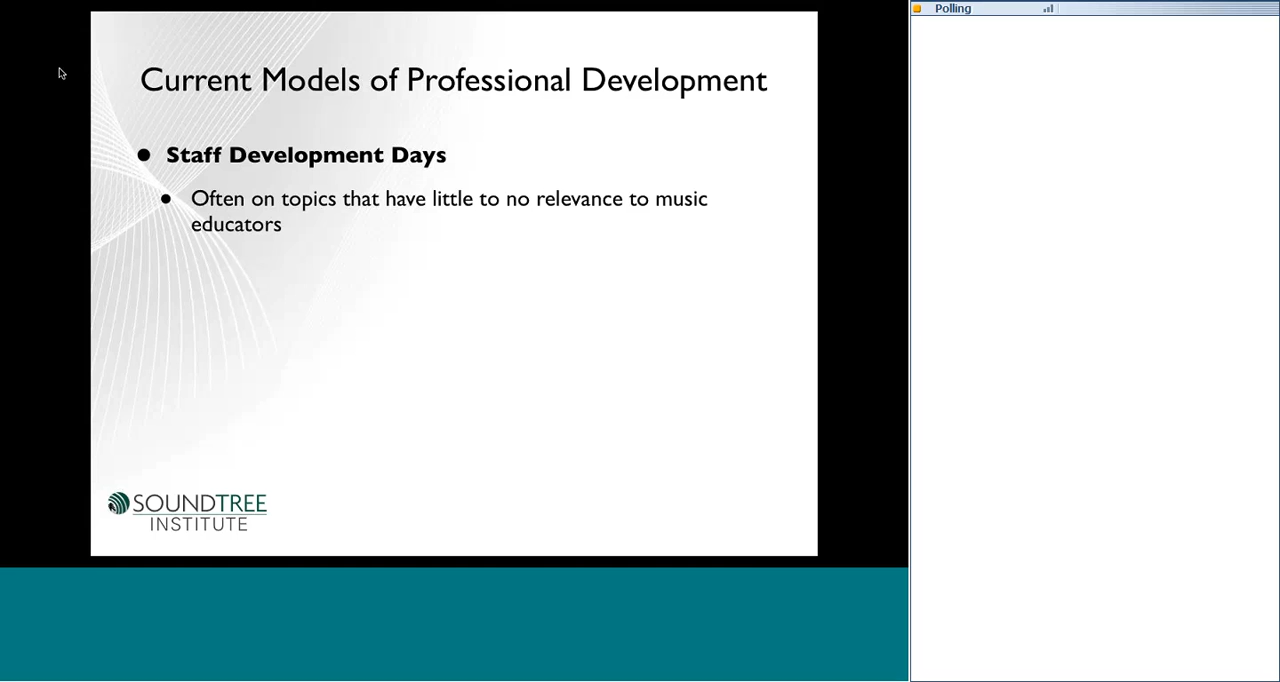 Polling
Current Models of Professional Development
Staff Development Days
Often on topics that have little to no relevance to music
educators
SOUNDTREE
INSTITUTE